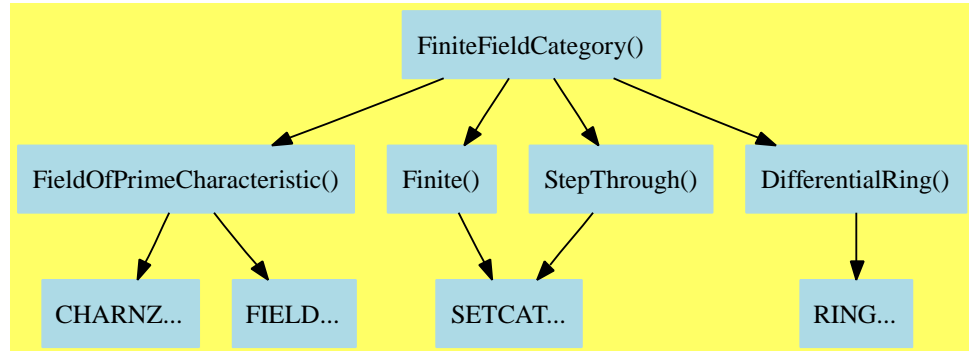 FiniteFieldCategory()
FieldOfPrimeCharacteristic()
Finite()
StepThrough()
DifferentialRing()
CHARNZ...
FIELD...
SETCAT...
RING...